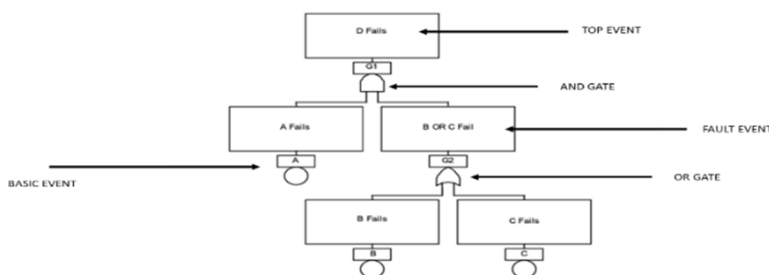 D Fails
TOP EVENT
G1
AND GATE
A Fails
B OR C Fail
FAULT EVENT
A
G2
BASIC EVENT
OR GATE
B Fails
C Fails
B
C